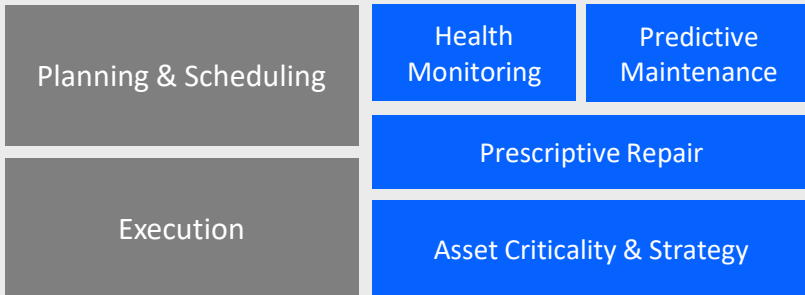 Planning & Scheduling
Execution
Health
Monitoring
Predictive
Maintenance
Prescriptive Repair
Asset Criticality & Strategy